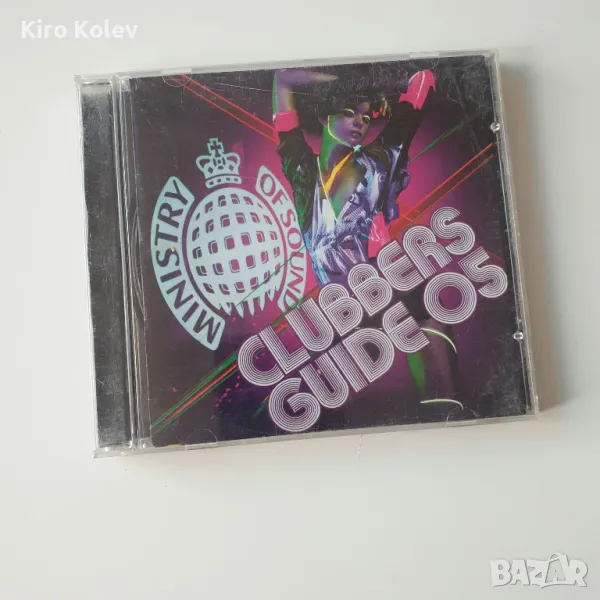 Kiro Kolev
MINISTRY OF SOUND
CLUBBERS
GUIDE 05
BAZAR